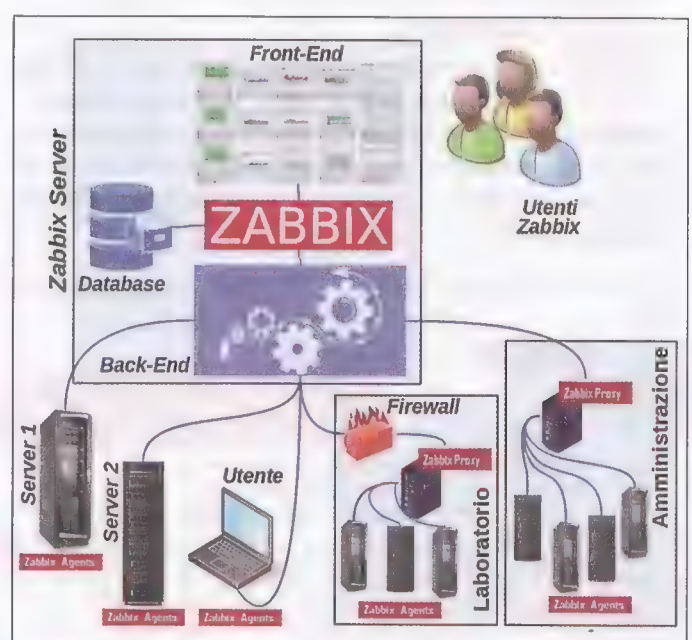 Front-End
Zabbix Server
ZABBIX
Database
Back-End
Utenti
Zabbix
Server 1
Zabbix Agents
Server 2
Zabbix Agents
Utente
Zabbix Agents
Firewall
Zabbix Proxy
Laboratorio
Zabbix Agents
Zabbix Proxy
Amministrazione
Zabbix Agents